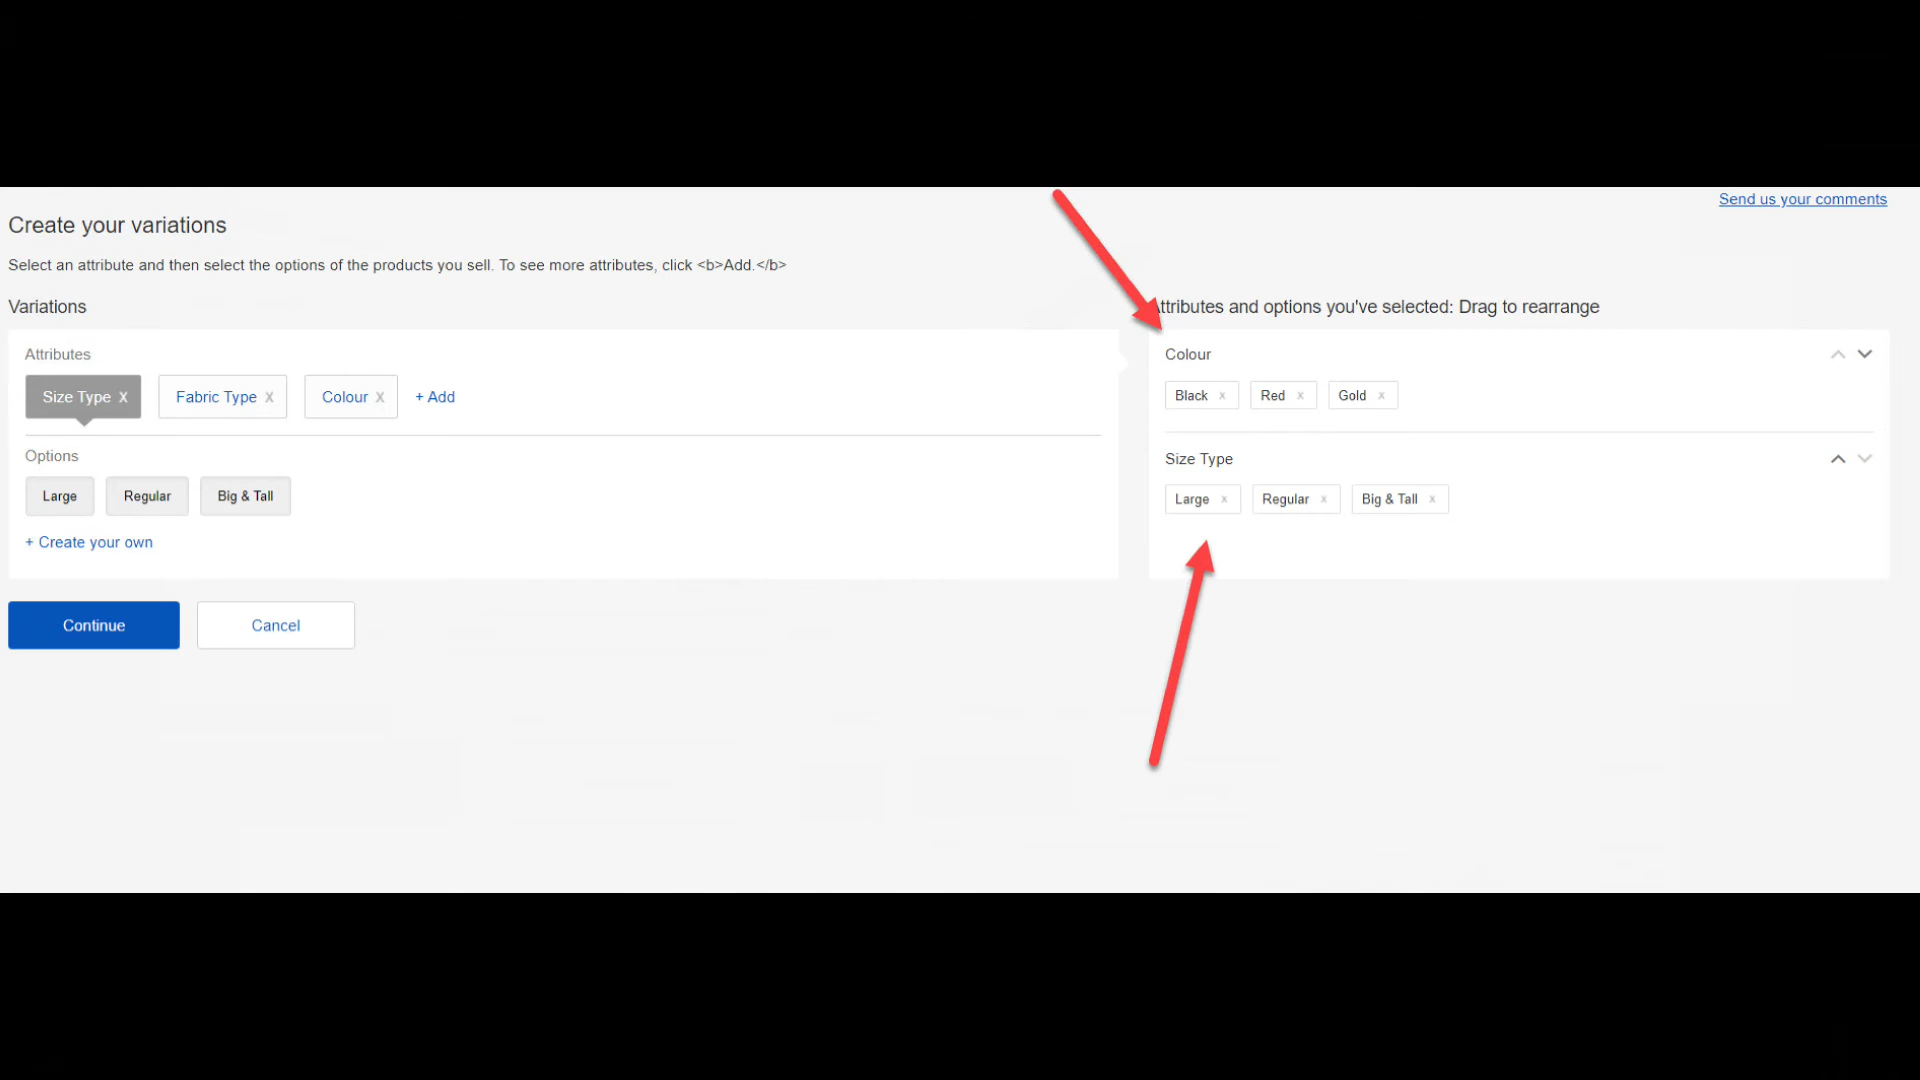 Send us your comments
Create your variations
Select an attribute and then select the options of the products you sell. To see more attributes, click <b>Add.</b>
Variations
Attributes
Size Type x Fabric Type x Colour x + Add
Options
Large Regular Big & Tall
+ Create your own
Continue Cancel
ttributes and options you've selected: Drag to rearrange
Colour
Black x Red x Gold x
Size Type
Large x Regular x Big & Tall x